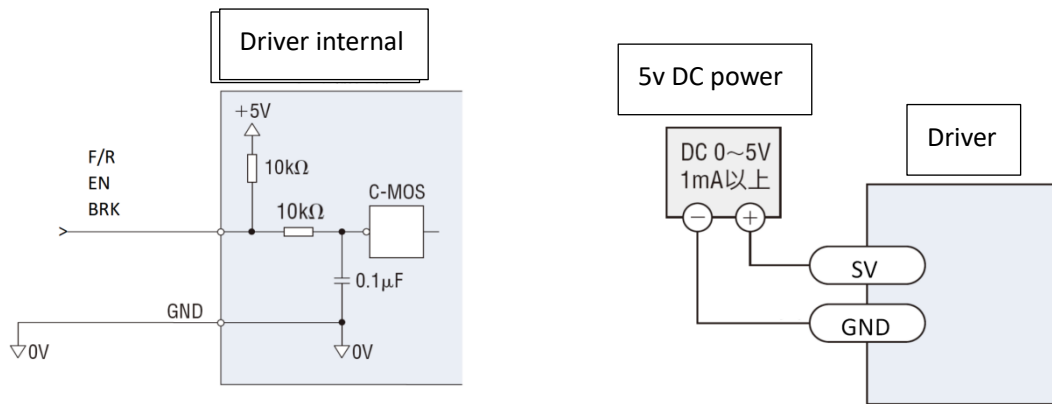 Driver internal
+5V
10kΩ
F/R
EN
BRK
C-MOS
10kΩ
0.1μF
GND
0V
0V
5v DC power
DC 0～5V
1mA以上
Driver
−
+
SV
GND